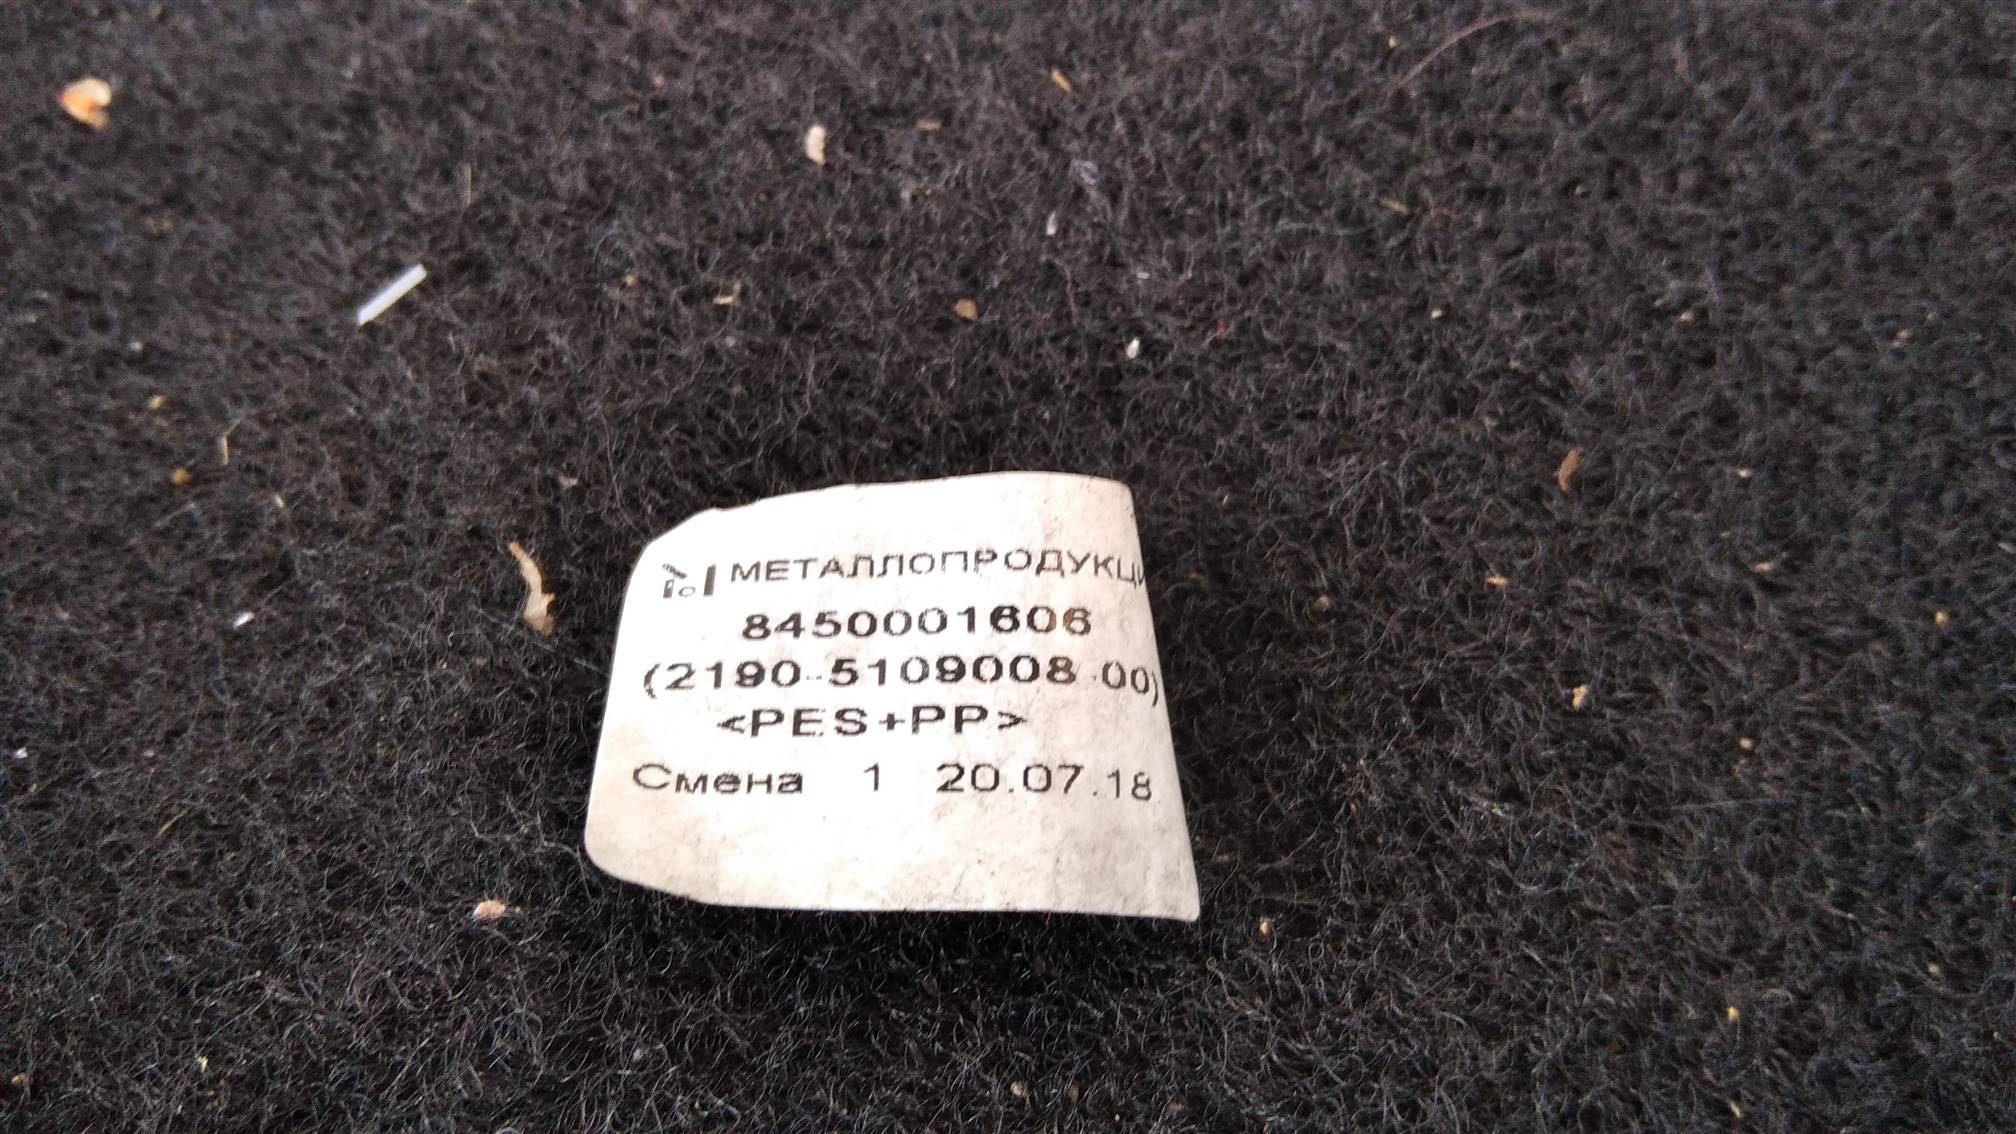 МЕТАЛЛОПРОДУКЦИ
8450001606
(2190-5109008-00)
<PES+PP>
Смена 1 20.07.18